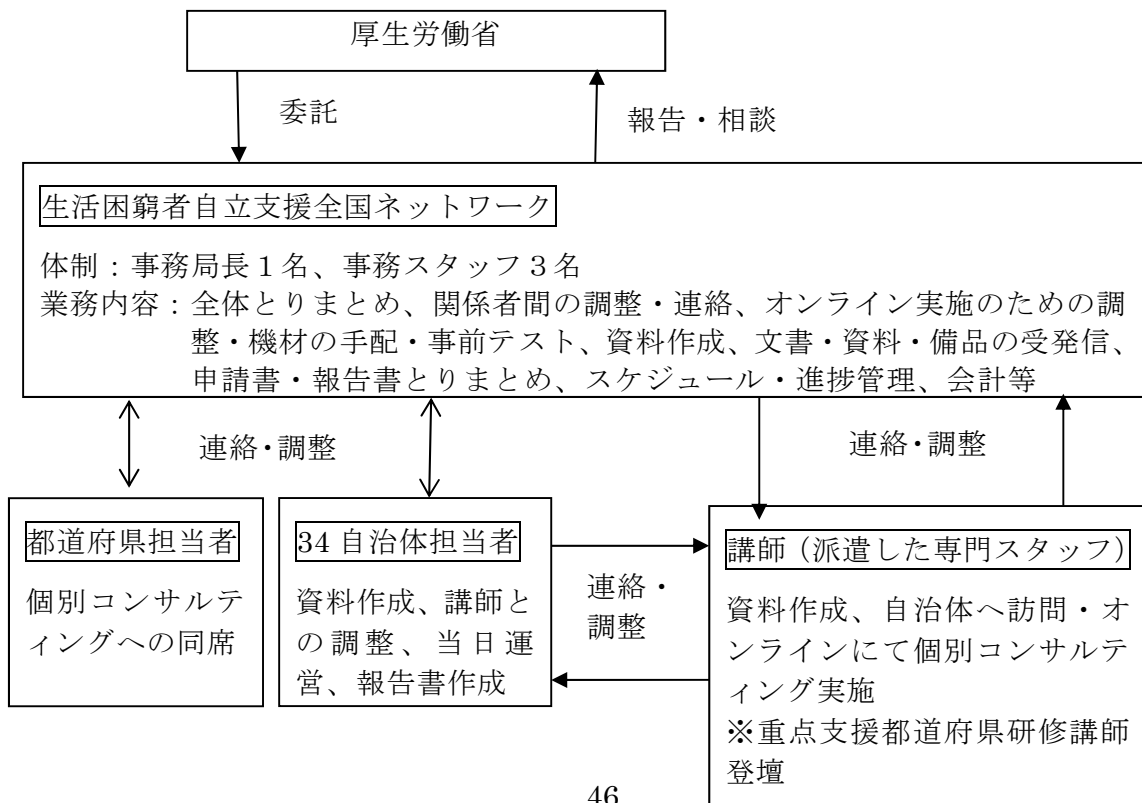 厚生労働省
委託
報告・相談
生活困窮者自立支援全国ネットワーク
体制：事務局長１名、事務スタッフ３名
業務内容：全体とりまとめ、関係者間の調整・連絡、オンライン実施のための調
整・機材の手配・事前テスト、資料作成、文書・資料・備品の受発信、
申請書・報告書とりまとめ、スケジュール・進捗管理、会計等
連絡・調整
連絡・調整
都道府県担当者
個別コンサルテ
ィングへの同席
34 自治体担当者
資料作成、講師と
の調整、当日運
営、報告書作成
連絡・
調整
講師（派遣した専門スタッフ）
資料作成、自治体へ訪問・オ
ンラインにて個別コンサルテ
ィング実施
※重点支援都道府県研修講師
登壇
46